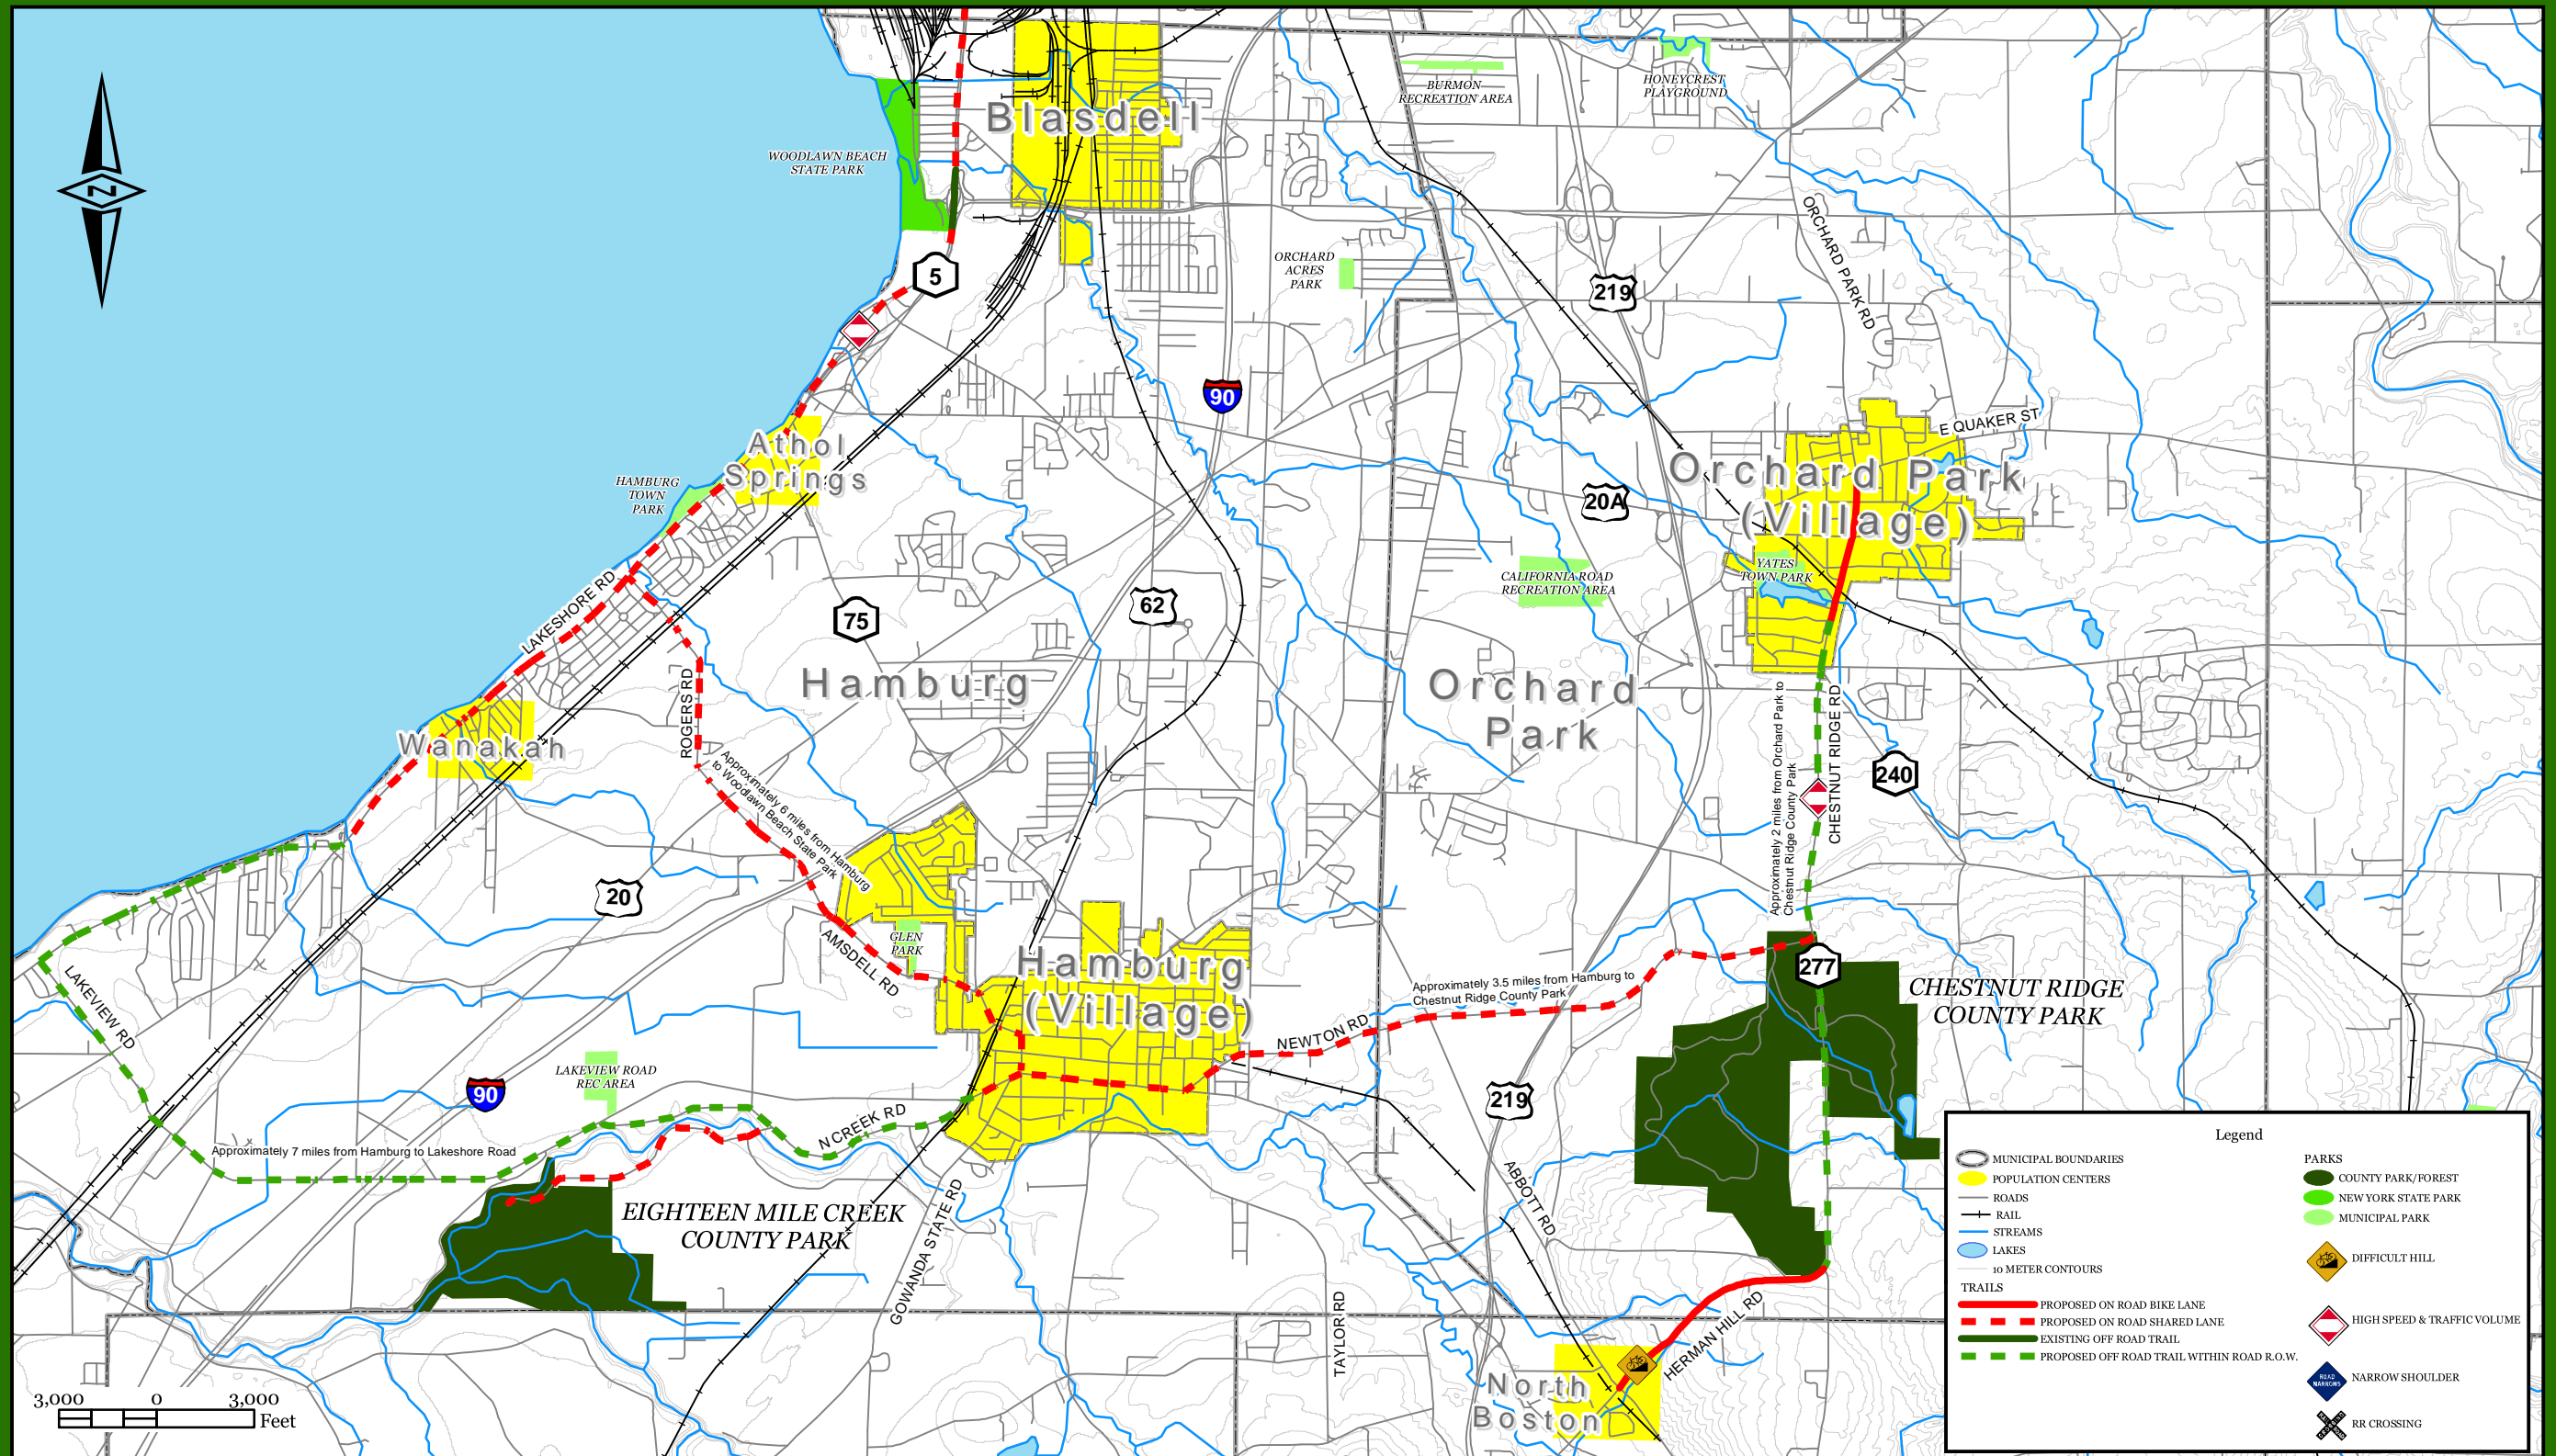 BURMON
RECREATION AREA
HONEYCREST
PLAYGROUND
Blasdell
WOODLAWN BEACH
STATE PARK
N
ORCHARD PARK RD
ORCHARD
ACRES
PARK
5
219
90
E QUAKER ST
Athol
Springs
Orchard Park
(Village)
HAMBURG
TOWN
PARK
20A
YATES
TOWN PARK
CALIFORNIA ROAD
RECREATION AREA
LAKESHORE RD
75
62
Hamburg
Orchard
Park
ROGERS RD
CHESTNUT RIDGE RD
Approximately 2 miles from Orchard Park to
Chestnut Ridge County Park
Wanakah
240
Approximately 6 miles from Hamburg
to Woodlawn Beach State Park
20
GLEN
PARK
AMSDELL RD
Hamburg
(Village)
277
CHESTNUT RIDGE
COUNTY PARK
Approximately 3.5 miles from Hamburg to
Chestnut Ridge County Park
LAKEVIEW RD
NEWTON RD
LAKEVIEW ROAD
REC AREA
90
219
N CREEK RD
Approximately 7 miles from Hamburg to Lakeshore Road
ABBOTT RD
EIGHTEEN MILE CREEK
COUNTY PARK
GOWANDA STATE RD
TAYLOR RD
HERMAN HILL RD
North
Boston
3,000 0 3,000
Feet
Legend
MUNICIPAL BOUNDARIES
POPULATION CENTERS
ROADS
RAIL
STREAMS
LAKES
10 METER CONTOURS
TRAILS
PROPOSED ON ROAD BIKE LANE
PROPOSED ON ROAD SHARED LANE
EXISTING OFF ROAD TRAIL
PROPOSED OFF ROAD TRAIL WITHIN ROAD R.O.W.
PARKS
COUNTY PARK/FOREST
NEW YORK STATE PARK
MUNICIPAL PARK
DIFFICULT HILL
HIGH SPEED & TRAFFIC VOLUME
ROAD
NARROWS
NARROW SHOULDER
RR CROSSING